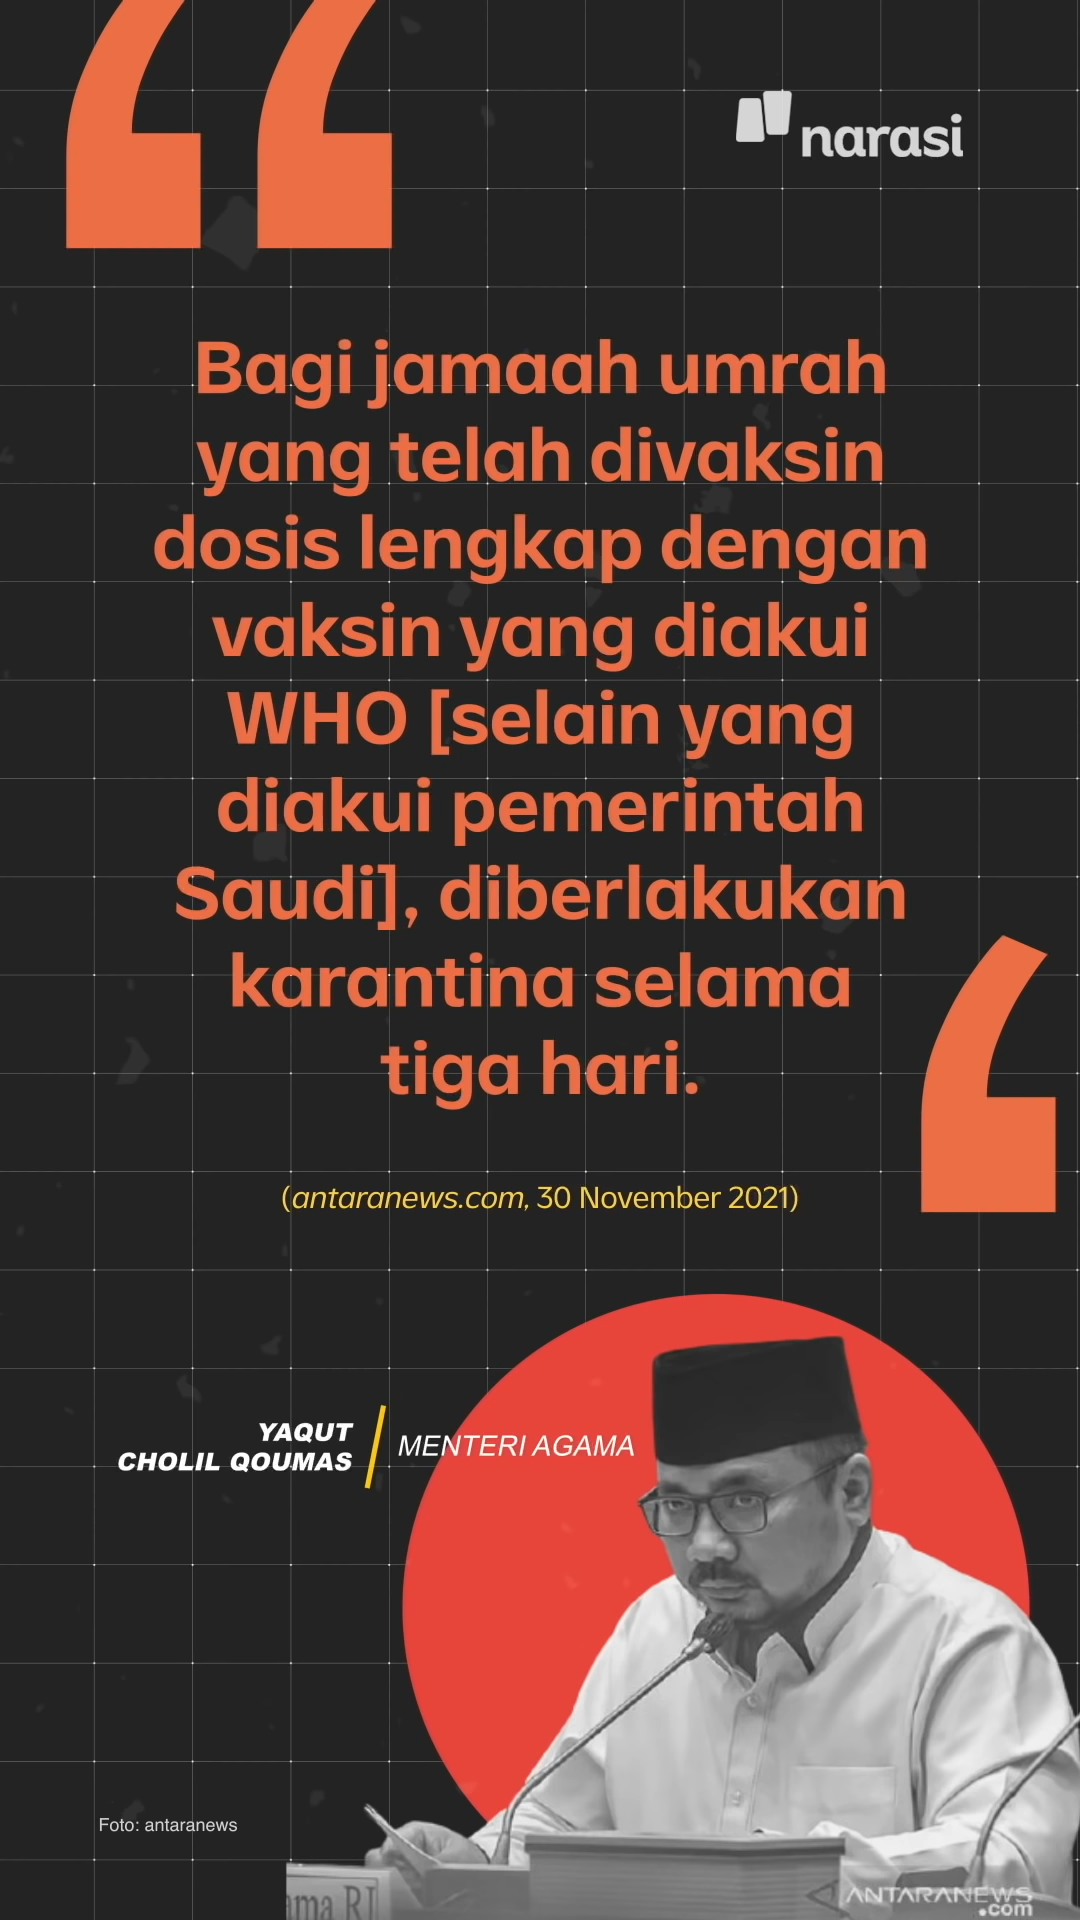 narasi
Bagi jamaah umrah
yang telah divaksin
dosis lengkap dengan
vaksin yang diakui
WHO [selain yang
diakui pemerintah
Saudi], diberlakukan
karantina selama
tiga hari.
(antaranews.com, 30 November 2021)
YAQUT
CHOLIL QOUMAS
MENTERI AGAMA
Foto: antaranews
ama RI
ANTARANEWS
.com